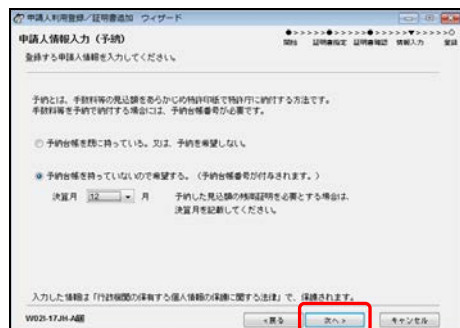 申請人利用登録/証明書追加 ウィザード
申請人情報入力 (予納)
●>>>>>●>>>>>●>>>>>▼>>>>>○
開始 証明書指定 証明書確認 情報入力 登録
登録する申請人情報を入力してください。
予納とは、手数料等の見込額をあらかじめ特許印紙で特許庁に納付する方法です。
手数料等を予納で納付する場合には、予納台帳番号が必要です。
予納台帳を既に持っている。又は、予納を希望しない。
予納台帳を持っていないので希望する。(予納台帳番号が付与されます。)
決算月 12 月 予納した見込額の残高証明を必要とする場合は、
決算月を記載してください。
入力した情報は「行政機関の保有する個人情報の保護に関する法律」で、保護されます。
W02I-17JH-A画
<戻る 次へ> キャンセル